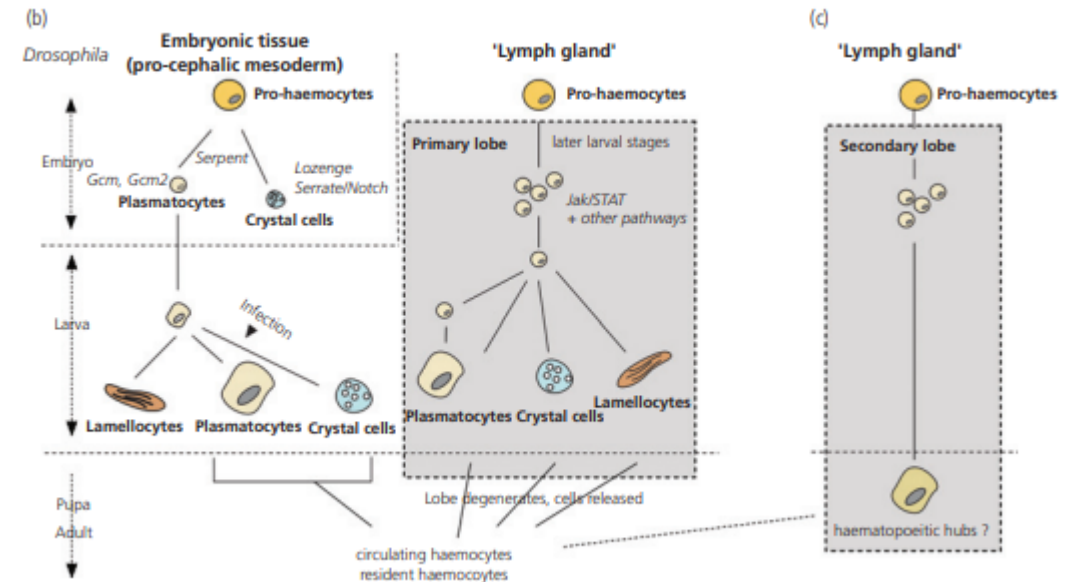 (b)
Drosophila
Embryonic tissue
(pro-cephalic mesoderm)
Pro-haemocytes
Embryo
Serpent
Gcm, Gcm2
Plasmatocytes
Lozenge
Serrate/Notch
Crystal cells
Larva
Infection
Lamellocytes
Plasmatocytes
Crystal cells
'Lymph gland'
Pro-haemocytes
Primary lobe
later larval stages
Jak/STAT
+ other pathways
Plasmatocytes
Crystal cells
Lamellocytes
Pupa
Adult
Lobe degenerates, cells released
circulating haemocytes
resident haemocoytes
(c)
'Lymph gland'
Pro-haemocytes
Secondary lobe
haematopoeitic hubs ?